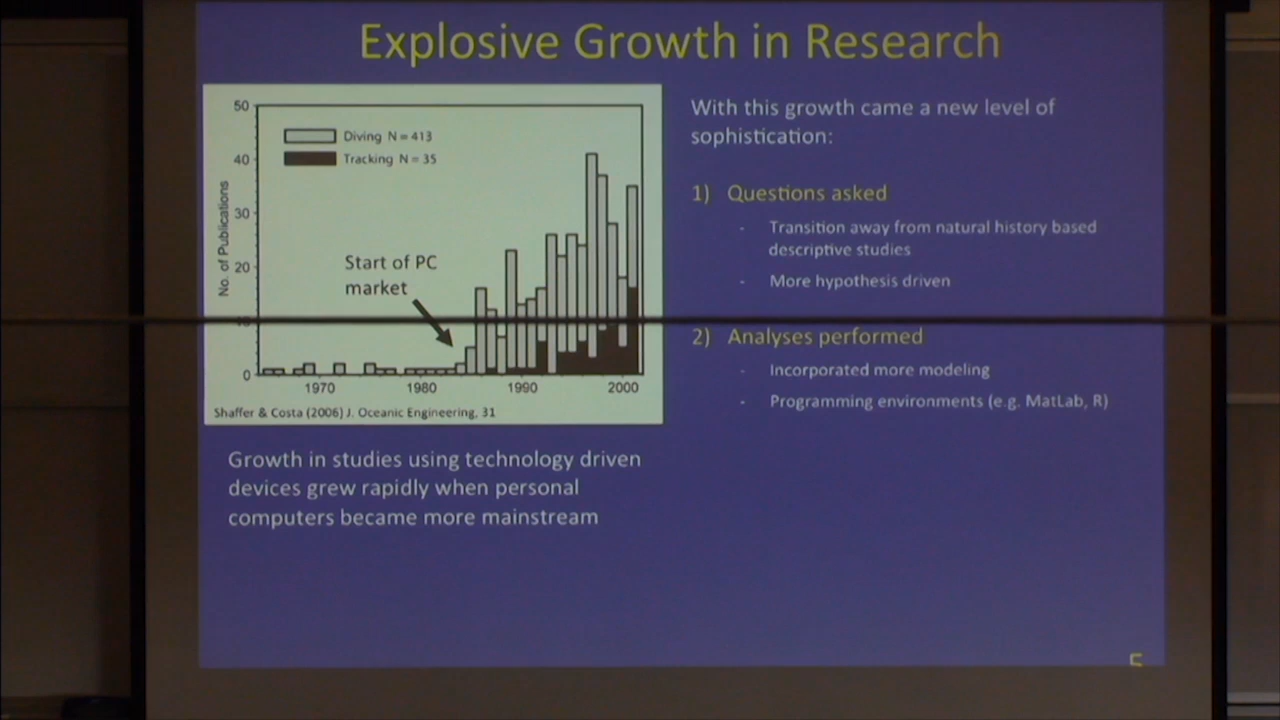 Explosive Growth in Research
50
40
30
20
10
0
No. of Publications
Diving N = 413
Tracking N = 35
Start of PC
market
1970
1980
1990
2000
Shaffer & Costa (2006) J. Oceanic Engineering, 31
Growth in studies using technology driven
devices grew rapidly when personal
computers became more mainstream
With this growth came a new level of
sophistication:
1) Questions asked
- Transition away from natural history based
descriptive studies
- More hypothesis driven
2) Analyses performed
- Incorporated more modeling
- Programming environments (e.g. MatLab, R)